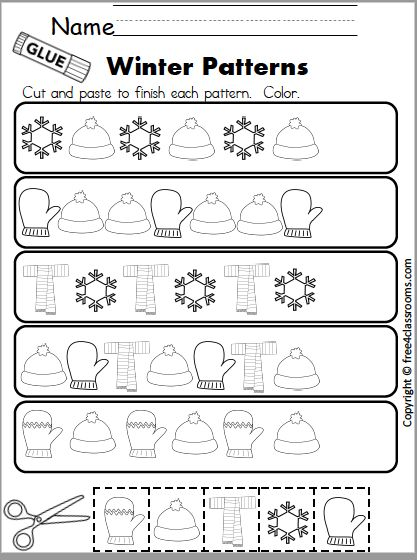 Name
GLUE
Winter Patterns
Cut and paste to finish each pattern. Color.
Copyright © free4classrooms.com